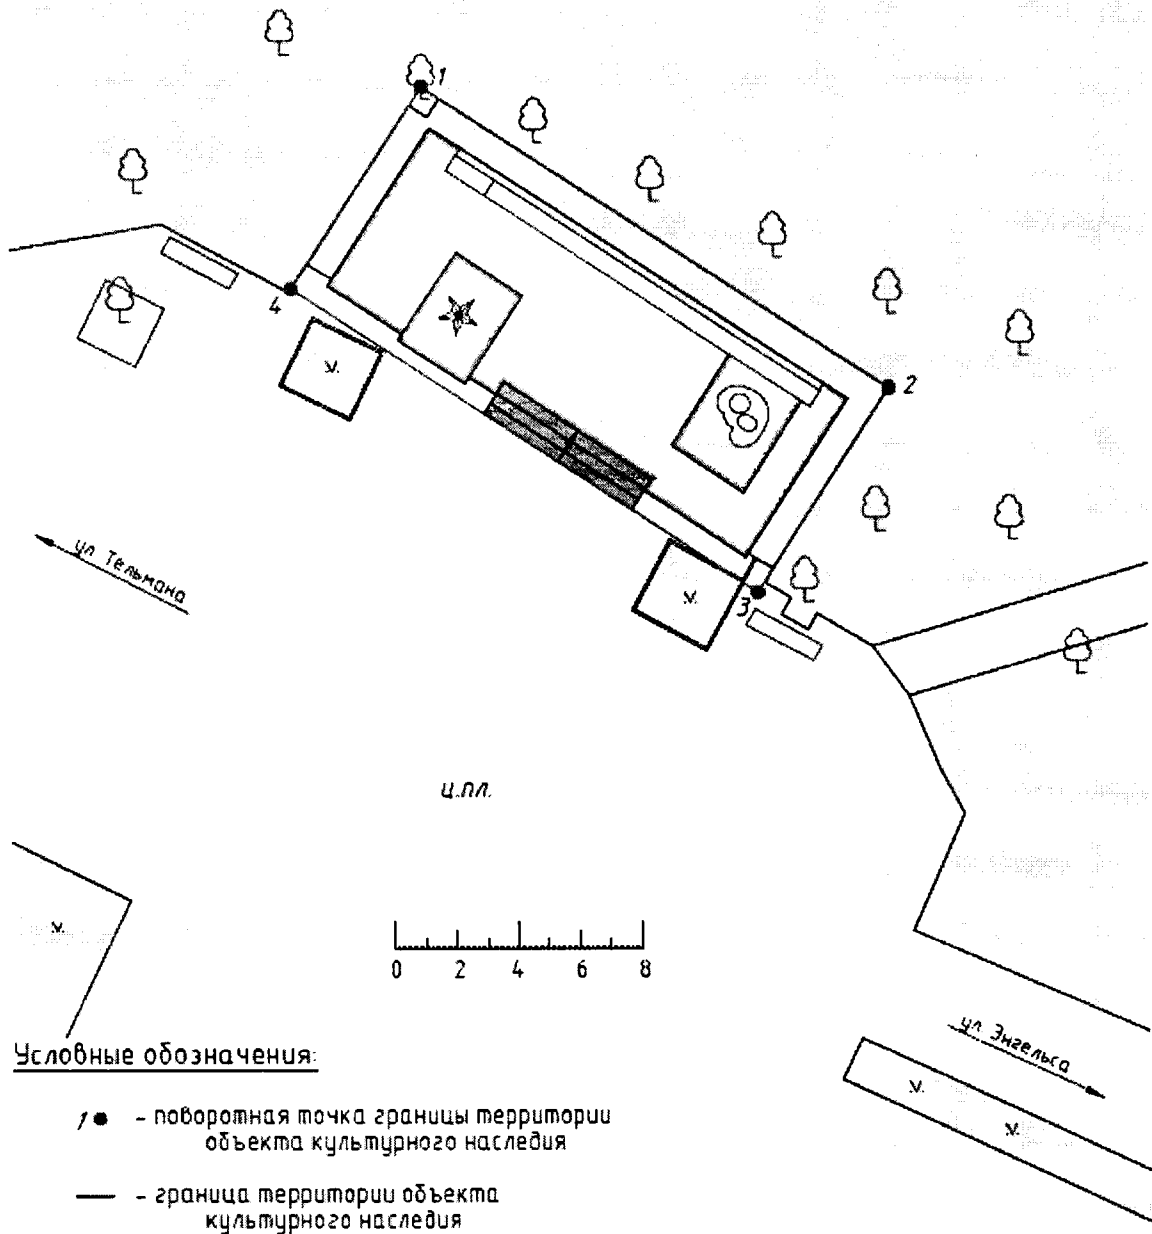 1
2
4
3
ул. Тельмана
ц.пл.
0 2 4 6 8
ул. Энгельса
Условные обозначения:
1 ● - поворотная точка границы территории
объекта культурного наследия
— - граница территории объекта
культурного наследия